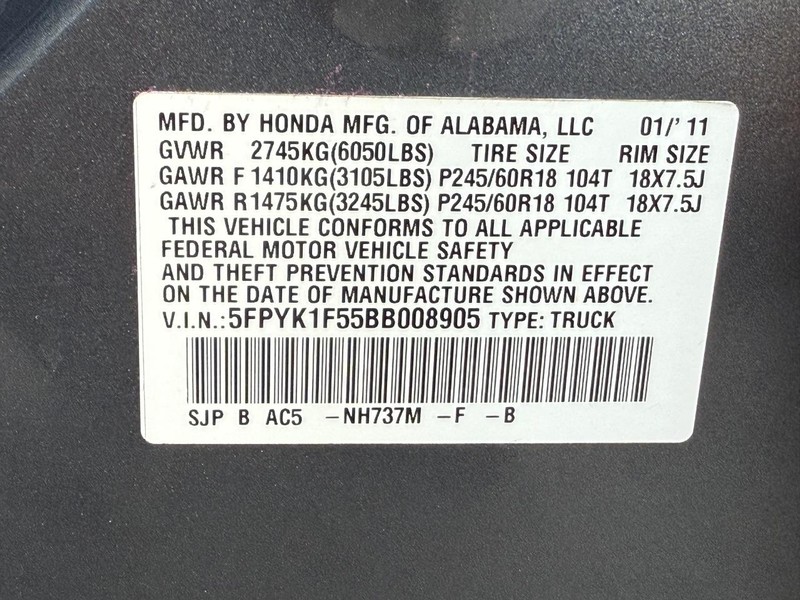 MFD. BY HONDA MFG. OF ALABAMA, LLC 01/'11
GVWR 2745KG(6050LBS) TIRE SIZE RIM SIZE
GAWR F 1410KG(3105LBS) P245/60R18 104T 18X7.5J
GAWR R 1475KG(3245LBS) P245/60R18 104T 18X7.5J
THIS VEHICLE CONFORMS TO ALL APPLICABLE
FEDERAL MOTOR VEHICLE SAFETY
AND THEFT PREVENTION STANDARDS IN EFFECT
ON THE DATE OF MANUFACTURE SHOWN ABOVE.
V.I.N.:5FPYK1F55BB008905 TYPE: TRUCK
SJP B AC5 -NH737M -F -B